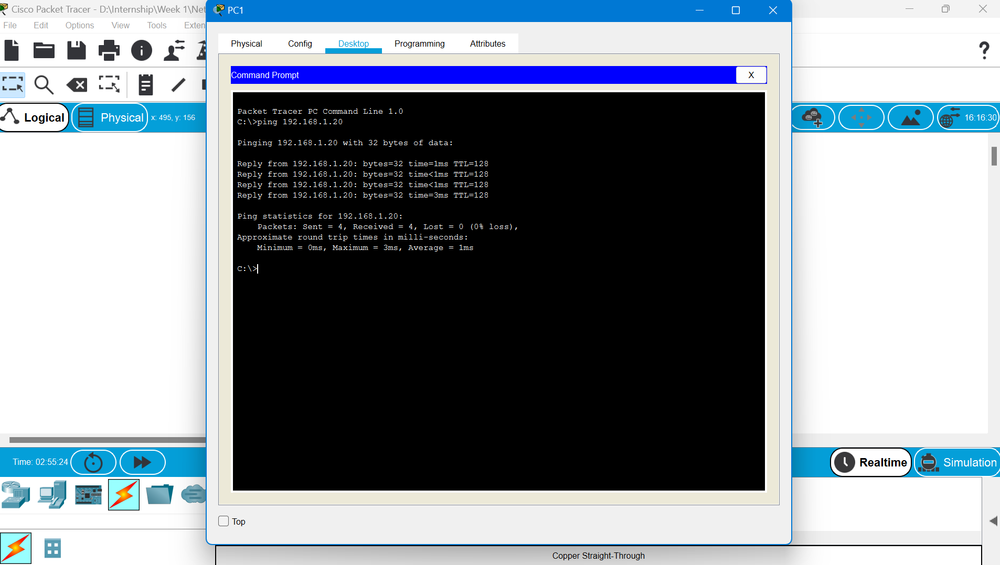 Cisco Packet Tracer - D:\Internship\Week 1\Net
PC1
File Edit Options View Tools Exten
Physical Config Desktop Programming Attributes
Command Prompt
X
Logical Physical x: 495, y: 156
16:16:30
Packet Tracer PC Command Line 1.0
C:\>ping 192.168.1.20
Pinging 192.168.1.20 with 32 bytes of data:
Reply from 192.168.1.20: bytes=32 time=1ms TTL=128
Reply from 192.168.1.20: bytes=32 time<1ms TTL=128
Reply from 192.168.1.20: bytes=32 time<1ms TTL=128
Reply from 192.168.1.20: bytes=32 time=3ms TTL=128
Ping statistics for 192.168.1.20:
Packets: Sent = 4, Received = 4, Lost = 0 (0% loss),
Approximate round trip times in milli-seconds:
Minimum = 0ms, Maximum = 3ms, Average = 1ms
C:\>
Time: 02:55:24
Realtime Simulation
Top
Copper Straight-Through